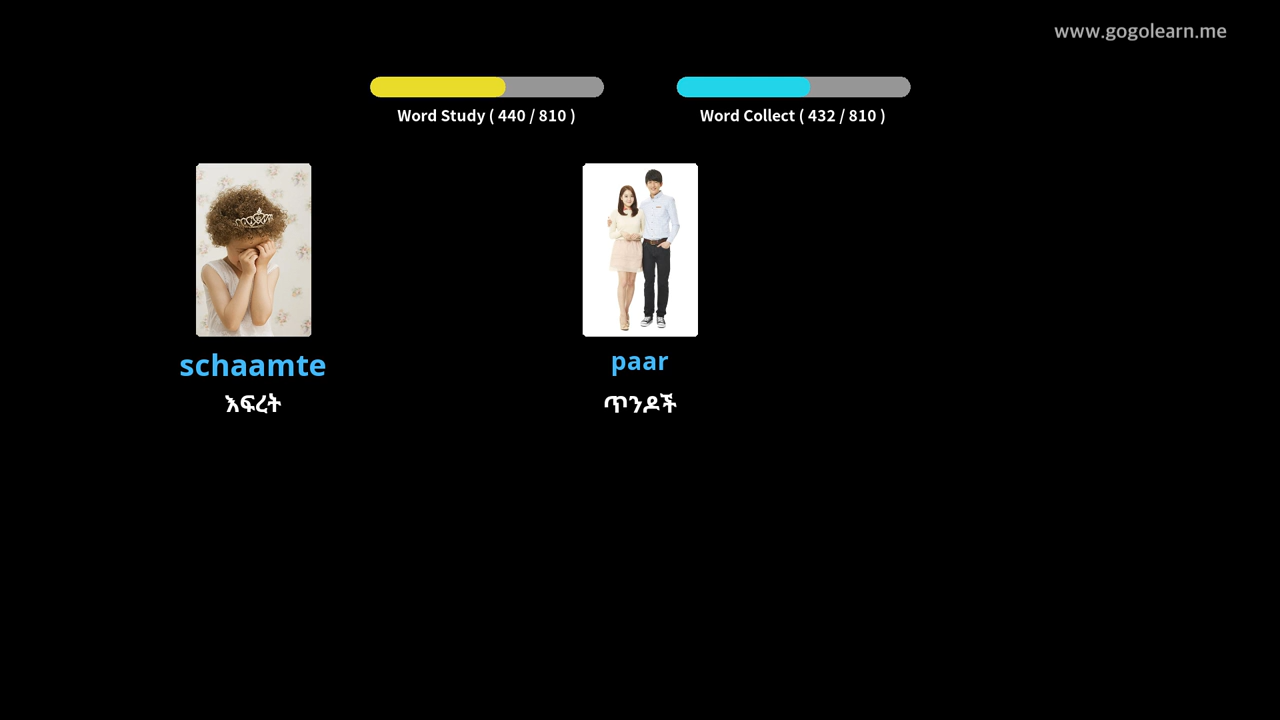 www.gogolearn.me
Word Study ( 440 / 810 )
Word Collect ( 432 / 810 )
schaamte
paar
እፍረት
ጥንዶች